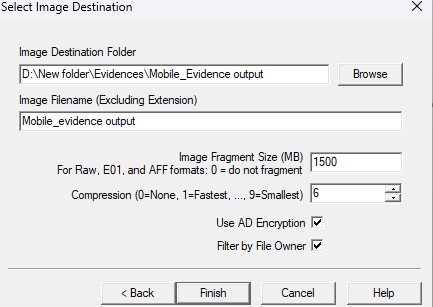 Select Image Destination
Image Destination Folder
D:\New folder\Evidences\Mobile_Evidence output
Browse
Image Filename (Excluding Extension)
Mobile_evidence output
Image Fragment Size (MB)
1500
For Raw, E01, and AFF formats: 0 = do not fragment
Compression (0=None, 1=Fastest, ..., 9=Smallest)
6
Use AD Encryption
Filter by File Owner
< Back
Finish
Cancel
Help